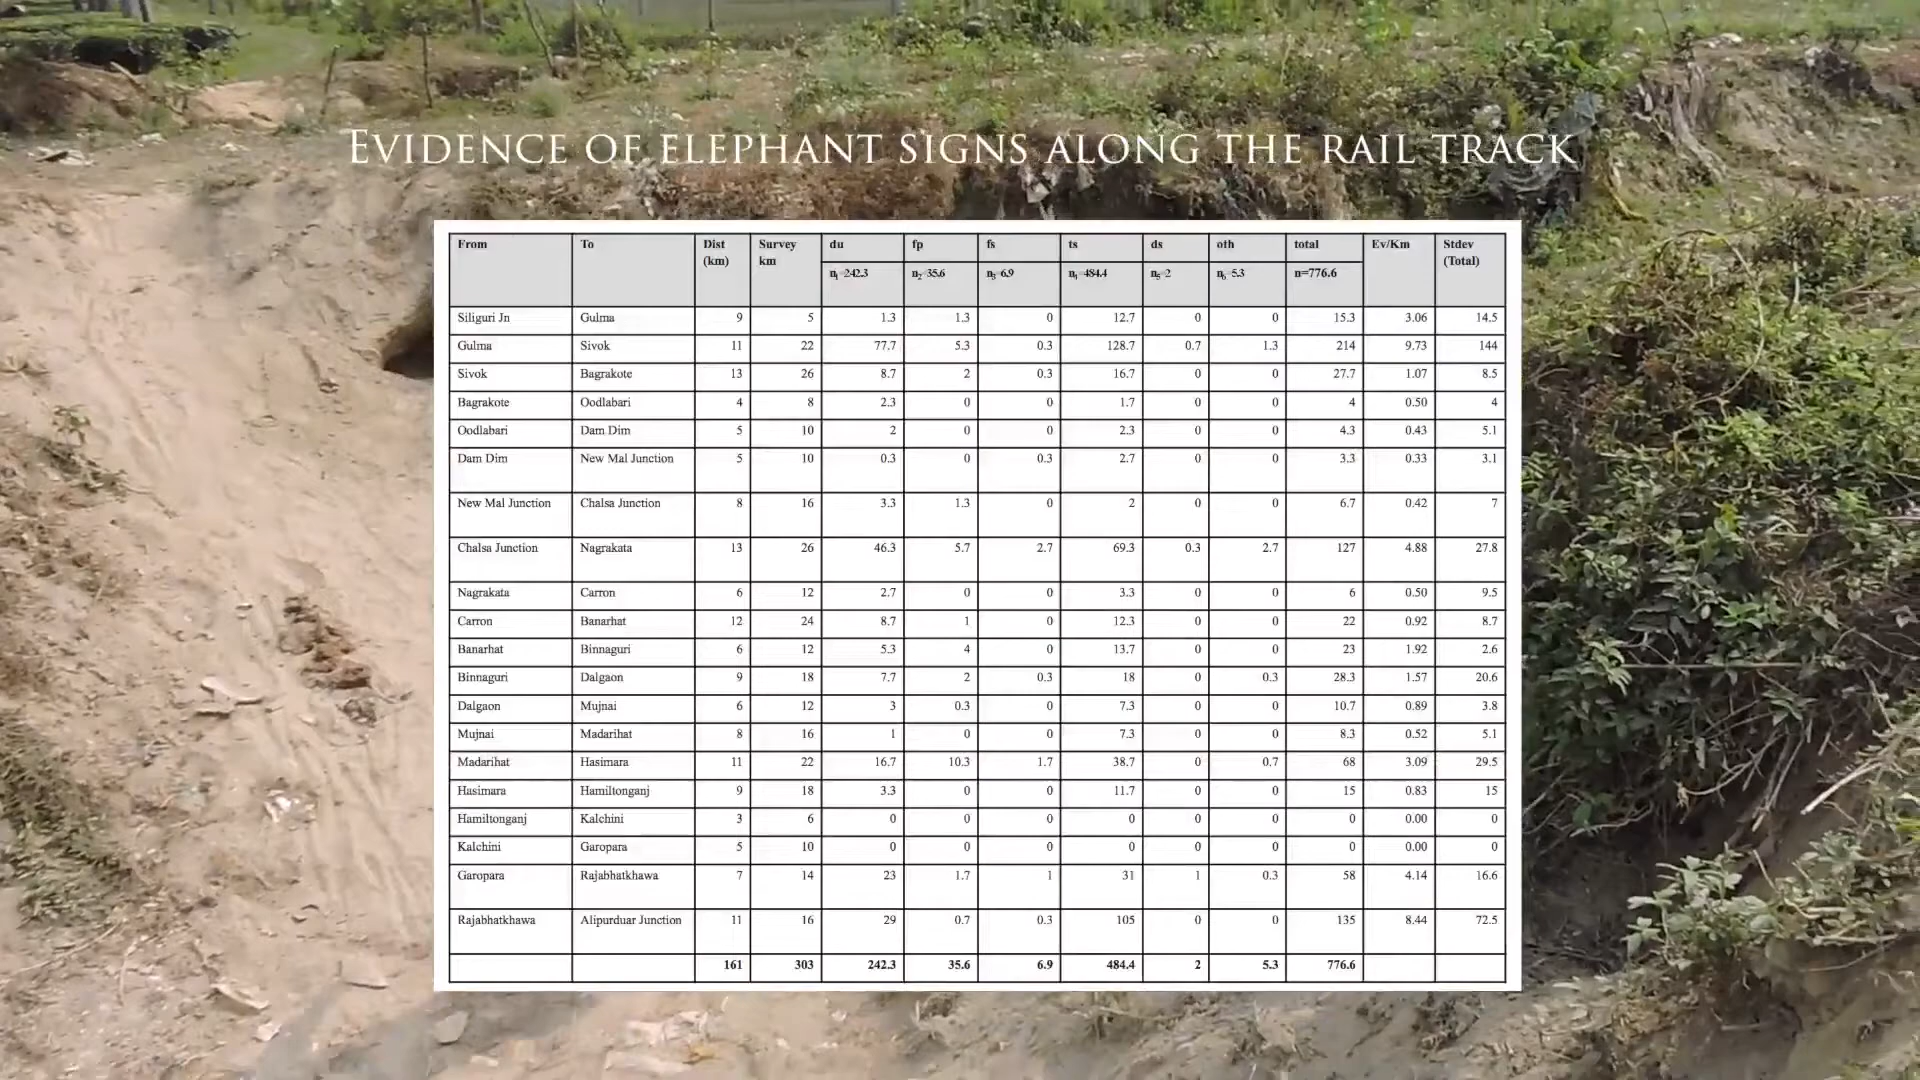 EVIDENCE OF ELEPHANT SIGNS ALONG THE RAIL TRACK
From To Dist (km) Survey km du fp fs ts ds oth total Ev/Km Stdev (Total)
n1=242.3 n2=35.6 n3=6.9 n4=484.4 n5=2 n6=5.3 n=776.6
Siliguri Jn Gulma 9 5 1.3 1.3 0 12.7 0 0 15.3 3.06 14.5
Gulma Sivok 11 22 77.7 5.3 0.3 128.7 0.7 1.3 214 9.73 144
Sivok Bagrakote 13 26 8.7 2 0.3 16.7 0 0 27.7 1.07 8.5
Bagrakote Oodlabari 4 8 2.3 0 0 1.7 0 0 4 0.50 4
Oodlabari Dam Dim 5 10 2 0 0 2.3 0 0 4.3 0.43 5.1
Dam Dim New Mal Junction 5 10 0.3 0 0.3 2.7 0 0 3.3 0.33 3.1
New Mal Junction Chalsa Junction 8 16 3.3 1.3 0 2 0 0 6.7 0.42 7
Chalsa Junction Nagrakata 13 26 46.3 5.7 2.7 69.3 0.3 2.7 127 4.88 27.8
Nagrakata Carron 6 12 2.7 0 0 3.3 0 0 6 0.50 9.5
Carron Banarhat 12 24 8.7 1 0 12.3 0 0 22 0.92 8.7
Banarhat Binnaguri 6 12 5.3 4 0 13.7 0 0 23 1.92 2.6
Binnaguri Dalgaon 9 18 7.7 2 0.3 18 0 0.3 28.3 1.57 20.6
Dalgaon Mujnai 6 12 3 0.3 0 7.3 0 0 10.7 0.89 3.8
Mujnai Madarihat 8 16 1 0 0 7.3 0 0 8.3 0.52 5.1
Madarihat Hasimara 11 22 16.7 10.3 1.7 38.7 0 0.7 68 3.09 29.5
Hasimara Hamiltonganj 9 18 3.3 0 0 11.7 0 0 15 0.83 15
Hamiltonganj Kalchini 3 6 0 0 0 0 0 0 0 0.00 0
Kalchini Garopara 5 10 0 0 0 0 0 0 0 0.00 0
Garopara Rajabhatkhawa 7 14 23 1.7 1 31 1 0.3 58 4.14 16.6
Rajabhatkhawa Alipurduar Junction 11 16 29 0.7 0.3 105 0 0 135 8.44 72.5
161 303 242.3 35.6 6.9 484.4 2 5.3 776.6